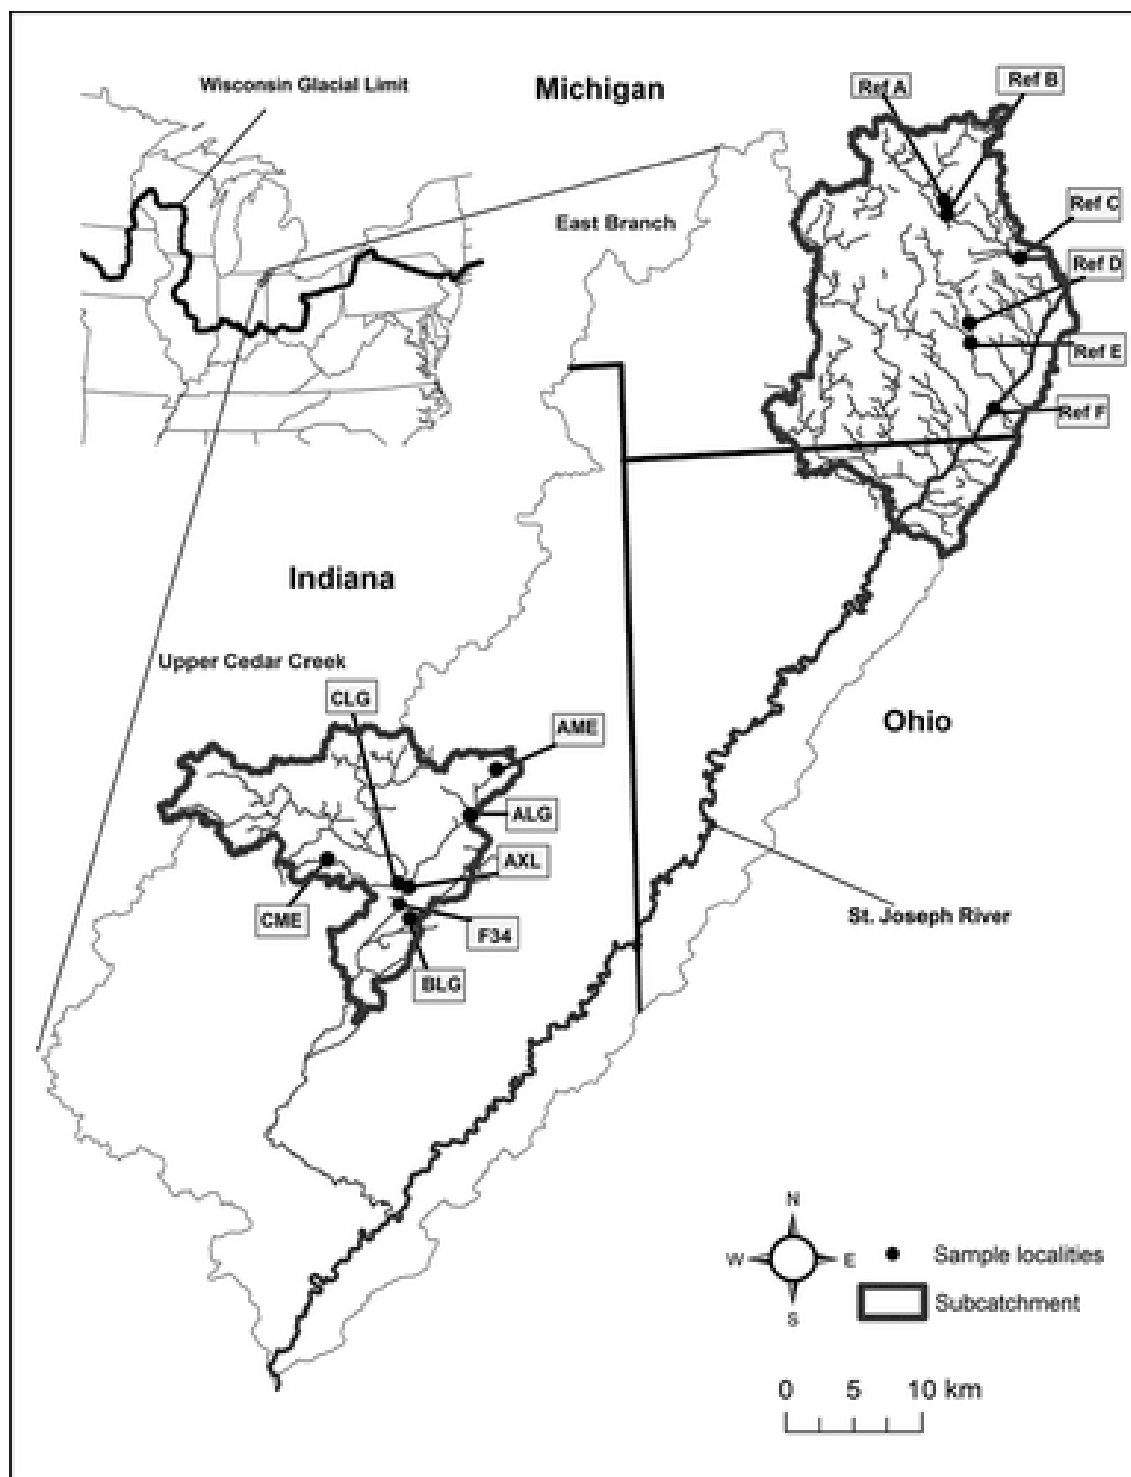 Wisconsin Glacial Limit
Michigan
Ref A
Ref B
East Branch
Ref C
Ref D
Ref E
Ref F
Indiana
Upper Cedar Creek
CLG
AME
Ohio
ALG
AXL
CME
F34
St. Joseph River
BLG
N
W
E
S
Sample localities
Subcatchment
0 5 10 km